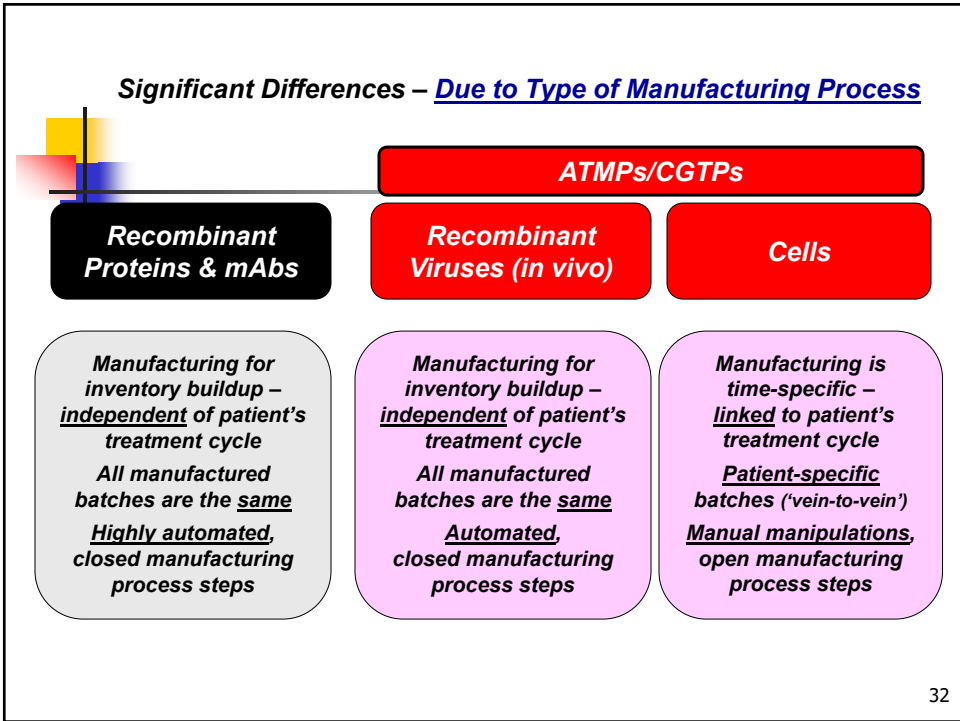 Significant Differences – Due to Type of Manufacturing Process
ATMPs/CGTPs
Recombinant
Proteins & mAbs
Recombinant
Viruses (in vivo)
Cells
Manufacturing for
inventory buildup –
independent of patient's
treatment cycle
All manufactured
batches are the same
Highly automated,
closed manufacturing
process steps
Manufacturing for
inventory buildup –
independent of patient's
treatment cycle
All manufactured
batches are the same
Automated,
closed manufacturing
process steps
Manufacturing is
time-specific –
linked to patient's
treatment cycle
Patient-specific
batches ('vein-to-vein')
Manual manipulations,
open manufacturing
process steps
32